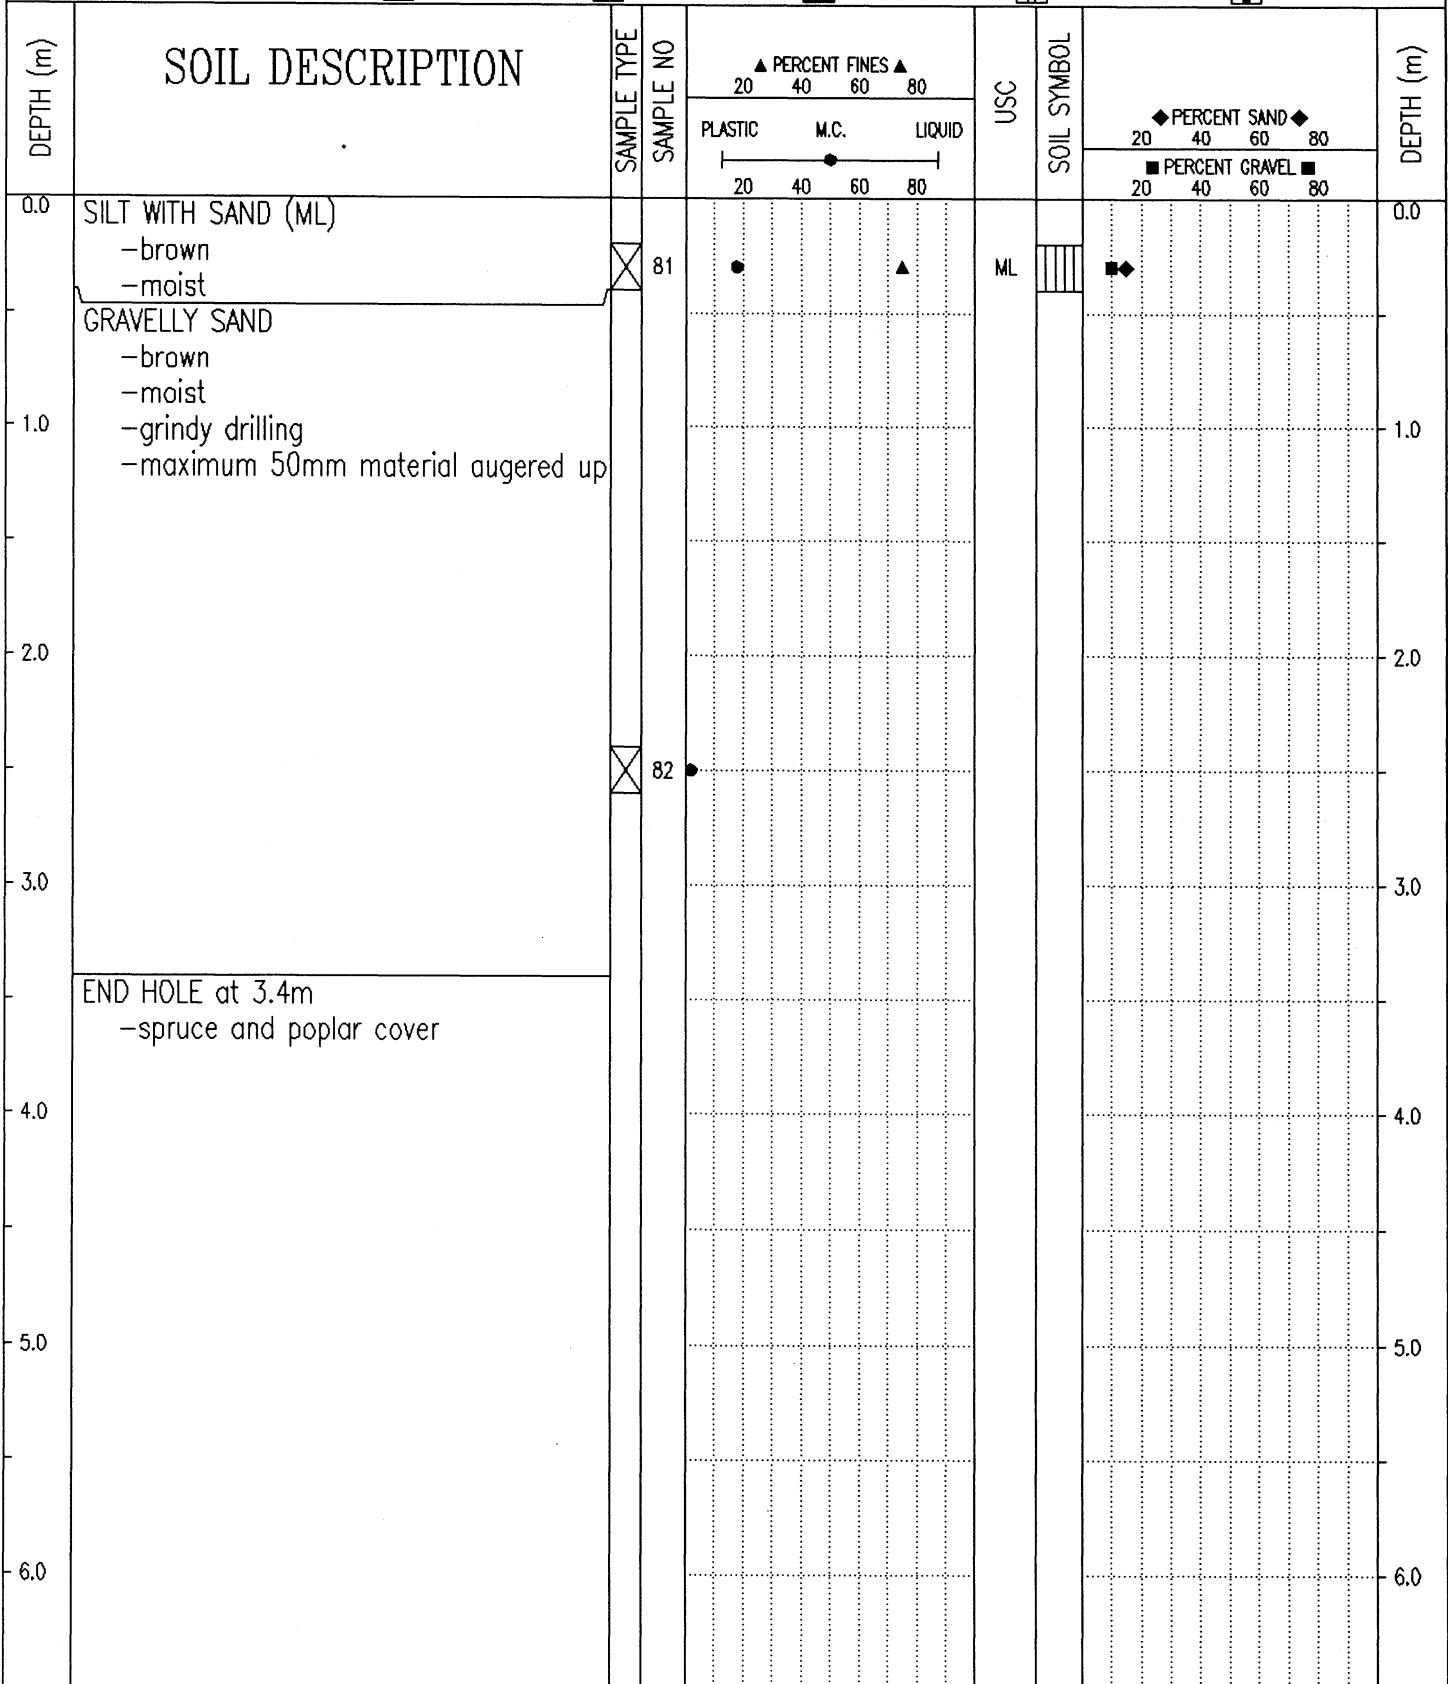 DEPTH (m)
SOIL DESCRIPTION
SAMPLE TYPE
SAMPLE NO
▲ PERCENT FINES ▲
20 40 60 80
PLASTIC M.C. LIQUID
20 40 60 80
USC
SOIL SYMBOL
◆PERCENT SAND◆
20 40 60 80
■ PERCENT GRAVEL ■
20 40 60 80
DEPTH (m)
0.0
SILT WITH SAND (ML)
-brown
-moist
81
ML
0.0
GRAVELLY SAND
-brown
-moist
1.0
-grindy drilling
1.0
-maximum 50mm material augered up
2.0
2.0
82
3.0
3.0
END HOLE at 3.4m
-spruce and poplar cover
4.0
4.0
5.0
5.0
6.0
6.0